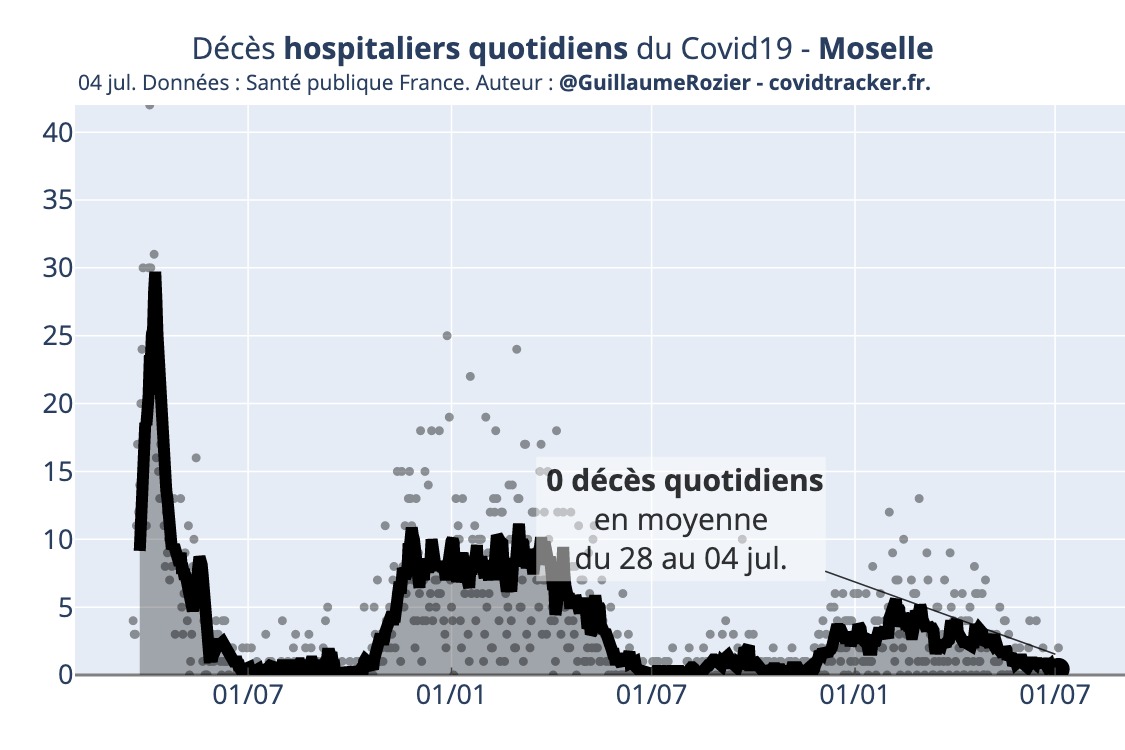 Décès hospitaliers quotidiens du Covid19 - Moselle
04 jul. Données : Santé publique France. Auteur : @GuillaumeRozier - covidtracker.fr.
40
35
30
25
20
15
10
5
0
0 décès quotidiens
en moyenne
du 28 au 04 jul.
01/07 01/01 01/07 01/01 01/07